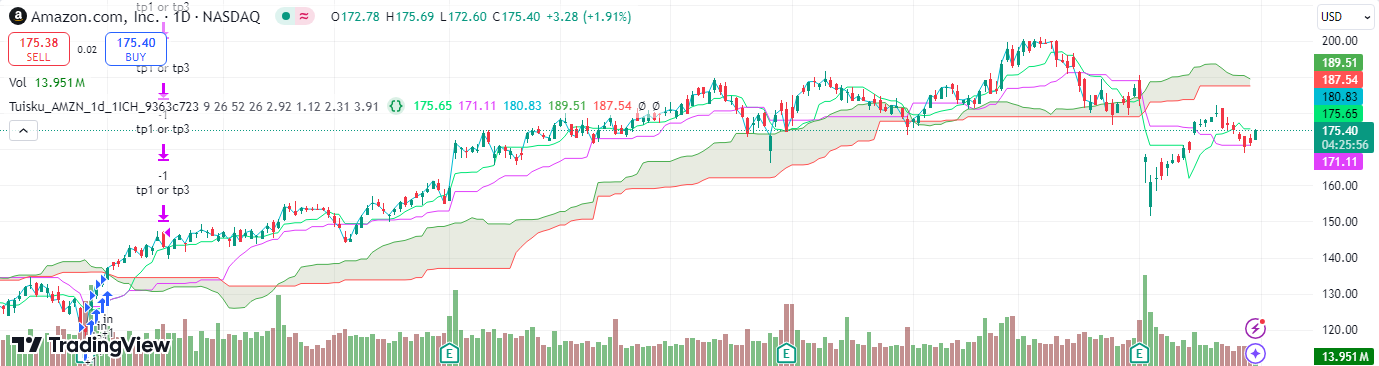 tp1 or tp3
Amazon.com, Inc. · 1D · NASDAQ O172.78 H175.69 L172.60 C175.40 +3.28 (+1.91%)
USD
175.38 SELL
0.02
175.40 BUY
-1
tp1 or tp3
Vol 13.951 M
Tuisku_AMZN_1d_1ICH_9363c723 9 26 52 26 2.92 1.12 2.31 3.91 {} 175.65 171.11 180.83 189.51 187.54 ∅ ∅
-1
tp1 or tp3
-1
tp1 or tp3
200.00
189.51
187.54
180.83
175.65
175.40
04:25:56
171.11
160.00
150.00
140.00
130.00
120.00
13.951 M
in
in
TradingView
E
E
E